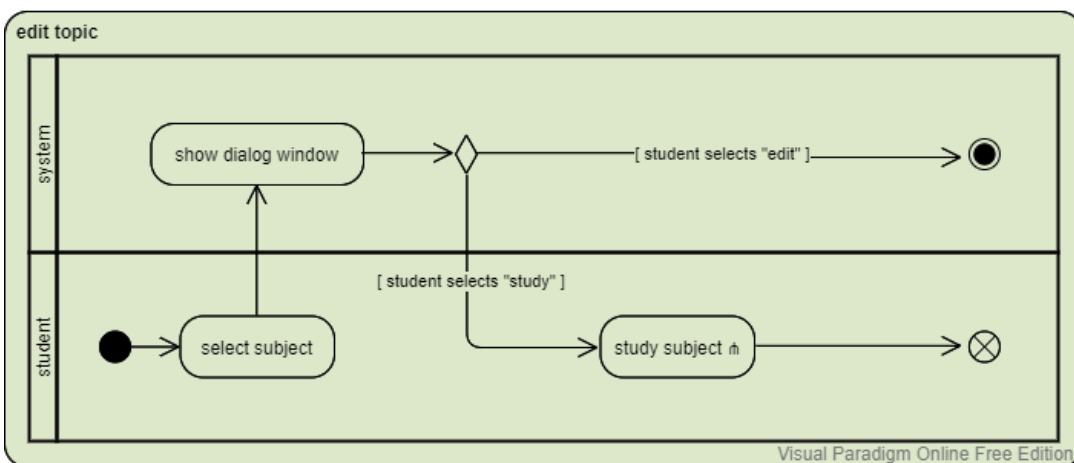 edit topic
system
show dialog window
[ student selects "edit" ]
[ student selects "study" ]
student
select subject
study subject
Visual Paradigm Online Free Edition